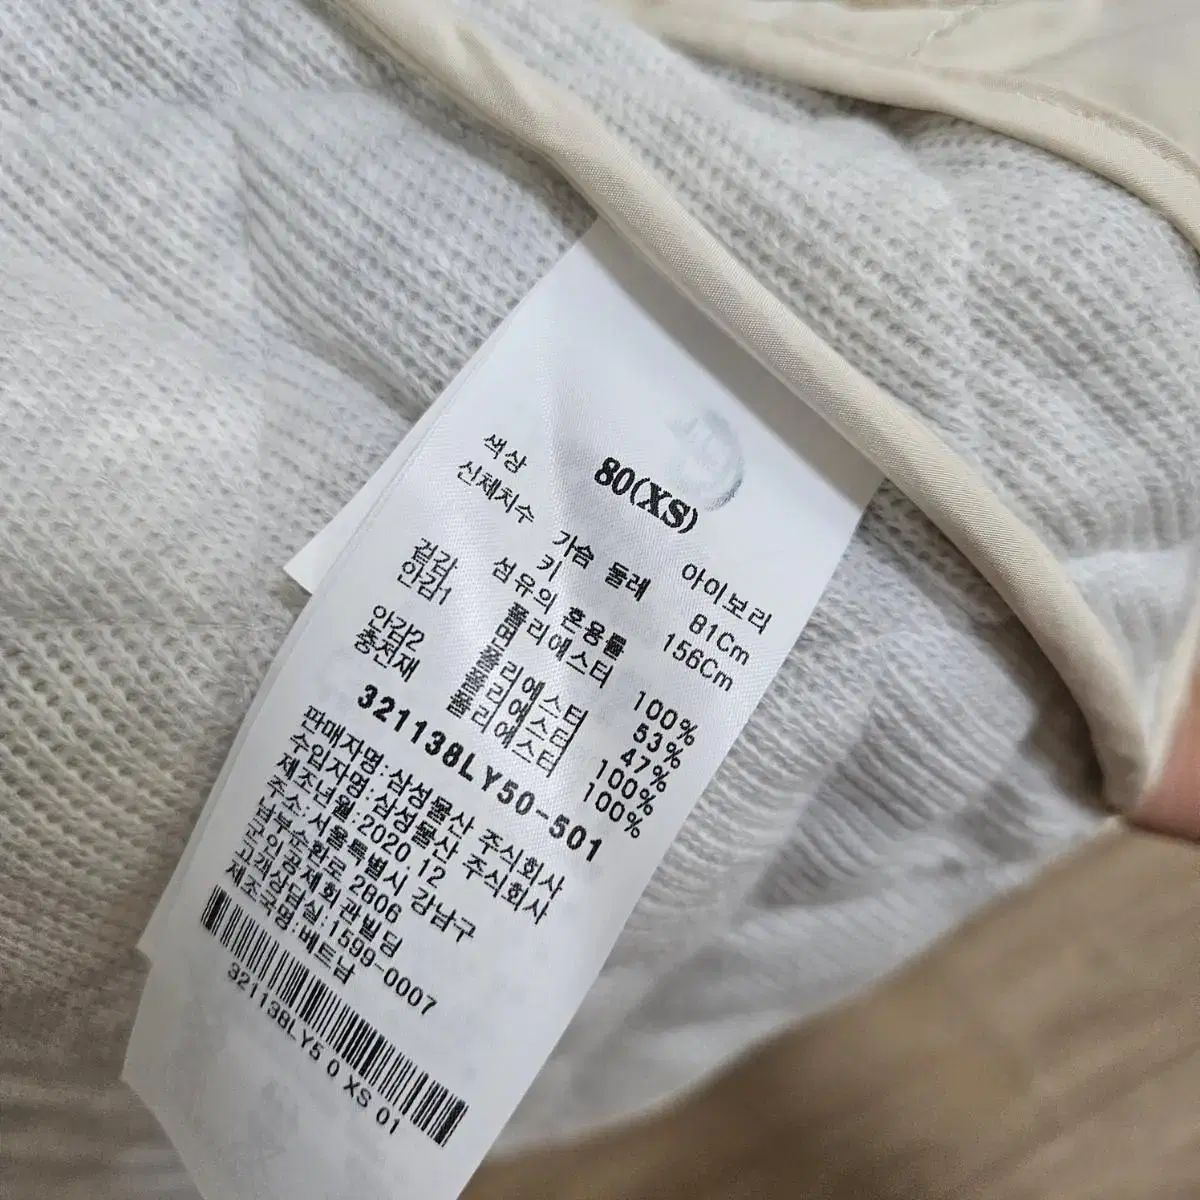 80(XS)
색상 아이보리
신체치수 가슴 둘레 81Cm
키 156Cm
섬유의 혼용률
겉감 폴리에스터 100%
안감1 면 53%
폴리에스터 47%
안감2 폴리에스터 100%
충전재 폴리에스터 100%
321138LY50-501
판매자명:삼성물산 주식회사
수입자명:삼성물산 주식회사
제조년월:2020.12
주소:서울특별시 강남구
남부순환로 2806
군인공제회관빌딩
고객상담실:1599-0007
제조국명:베트남
321138LY5 0 XS 01